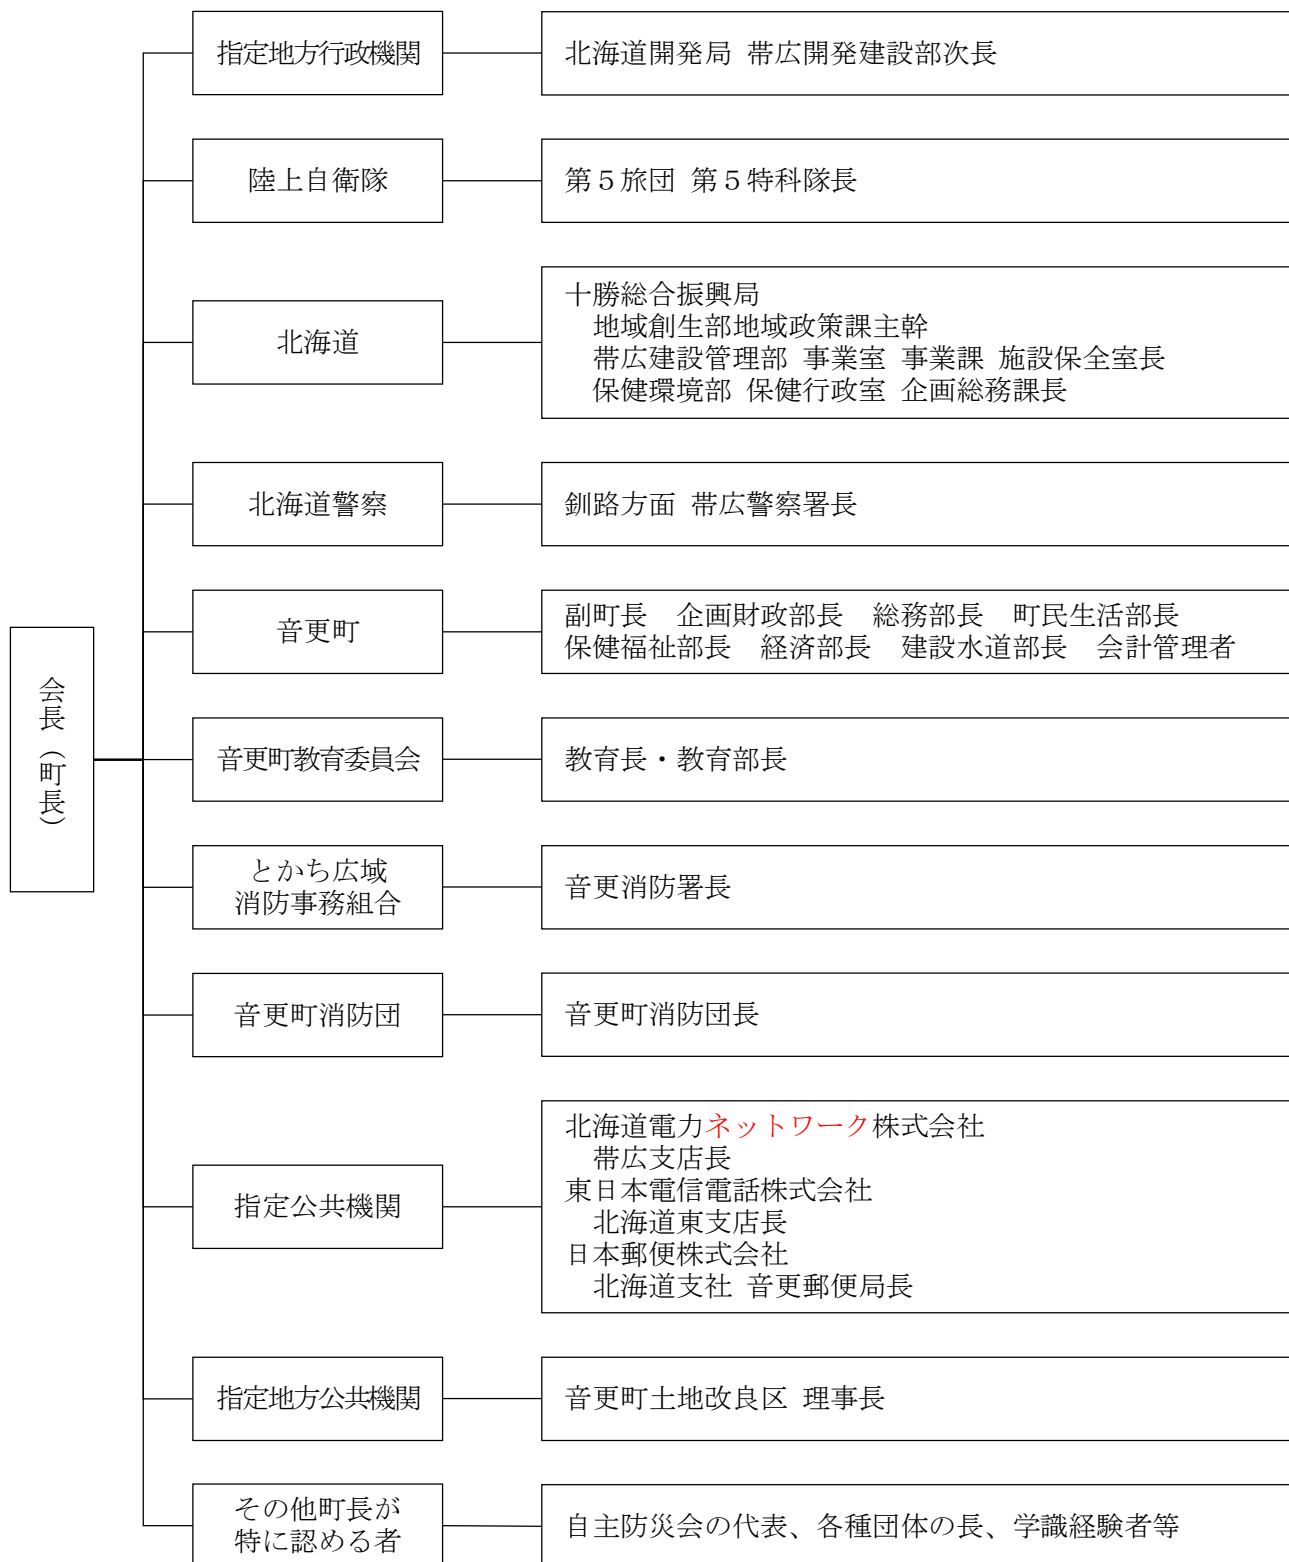 会長（町長）
指定地方行政機関
北海道開発局 帯広開発建設部次長
陸上自衛隊
第５旅団 第５特科隊長
北海道
十勝総合振興局
地域創生部地域政策課主幹
帯広建設管理部 事業室 事業課 施設保全室長
保健環境部 保健行政室 企画総務課長
北海道警察
釧路方面 帯広警察署長
音更町
副町長　企画財政部長　総務部長　町民生活部長
保健福祉部長　経済部長　建設水道部長　会計管理者
音更町教育委員会
教育長・教育部長
とかち広域
消防事務組合
音更消防署長
音更町消防団
音更町消防団長
指定公共機関
北海道電力ネットワーク株式会社
帯広支店長
東日本電信電話株式会社
北海道東支店長
日本郵便株式会社
北海道支社 音更郵便局長
指定地方公共機関
音更町土地改良区 理事長
その他町長が
特に認める者
自主防災会の代表、各種団体の長、学識経験者等